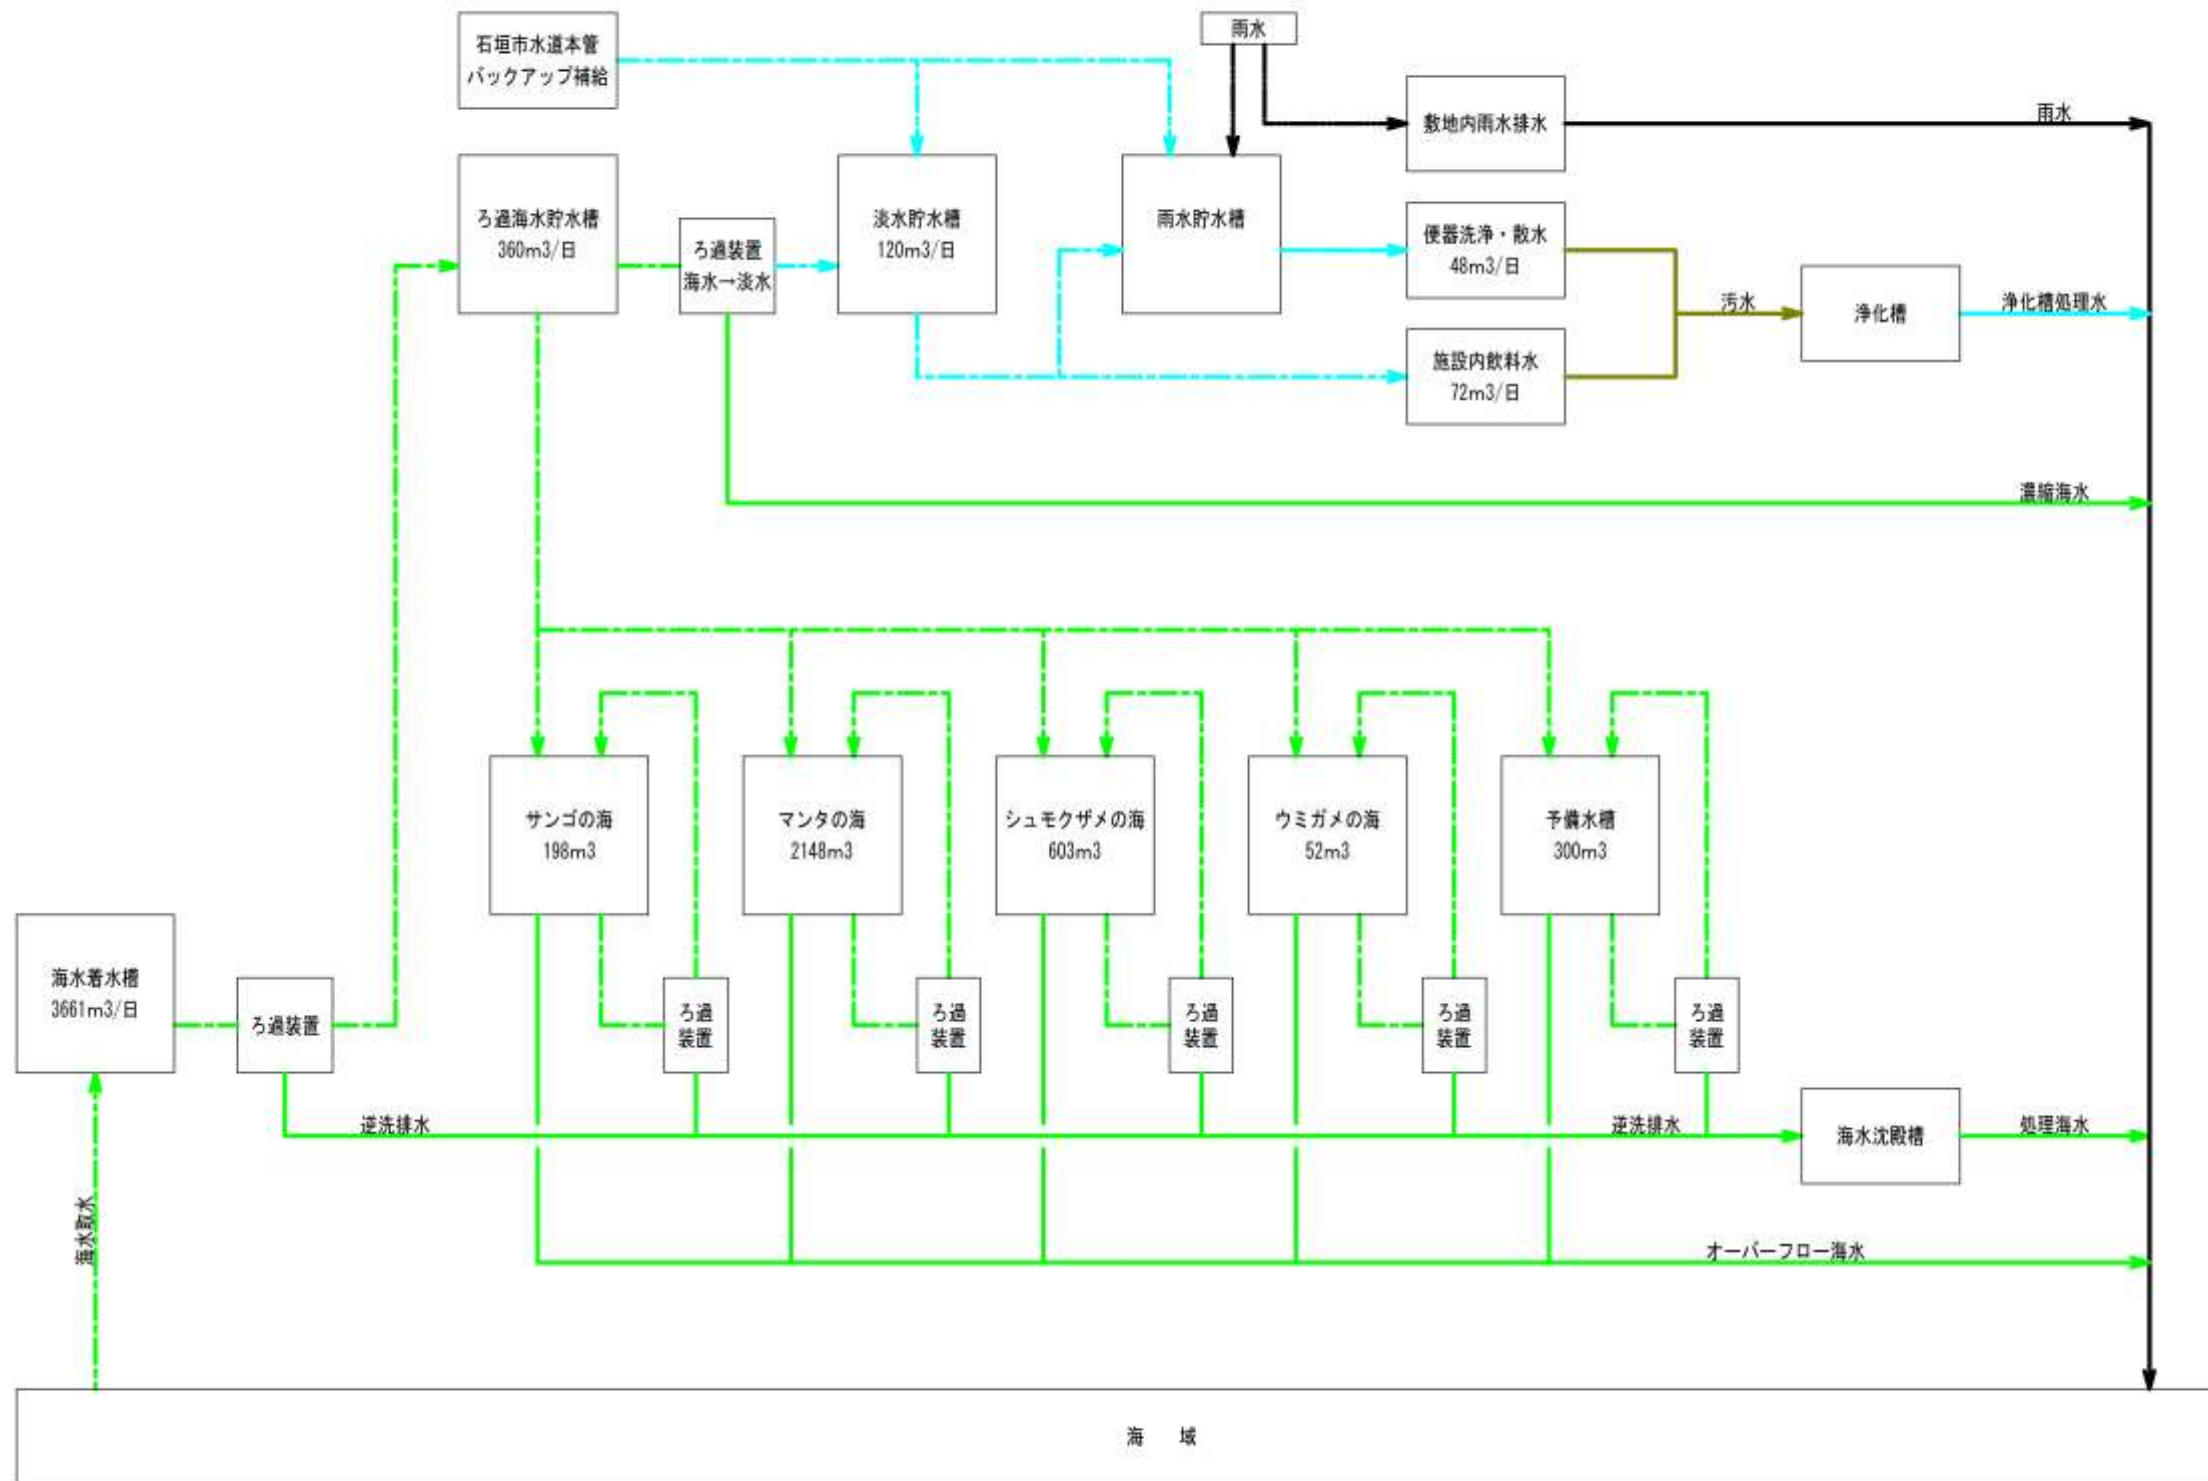 石垣市水道本管
バックアップ補給
雨水
敷地内雨水排水
雨水
ろ過海水貯水槽
360m3/日
ろ過装置
海水→淡水
淡水貯水槽
120m3/日
雨水貯水槽
便器洗浄・散水
48m3/日
施設内飲料水
72m3/日
汚水
浄化槽
浄化槽処理水
濃縮海水
サンゴの海
198m3
マンタの海
2148m3
シュモクザメの海
603m3
ウミガメの海
52m3
予備水槽
300m3
海水着水槽
3661m3/日
ろ過装置
ろ過
装置
ろ過
装置
ろ過
装置
ろ過
装置
ろ過
装置
逆洗排水
逆洗排水
海水沈殿槽
処理海水
海水取水
オーバーフロー海水
海 域